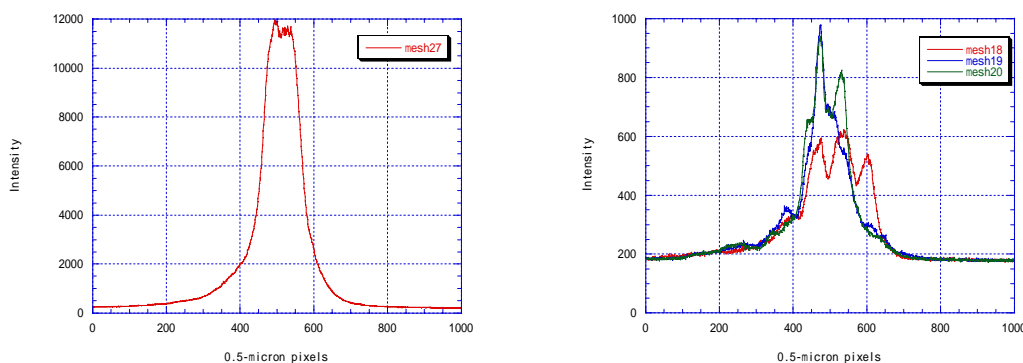 12000
10000
8000
6000
4000
2000
0
Intensity
mesh27
0 200 400 600 800 1000
0.5-micron pixels
1000
800
600
400
200
0
Intensity
mesh18
mesh19
mesh20
0 200 400 600 800 1000
0.5-micron pixels